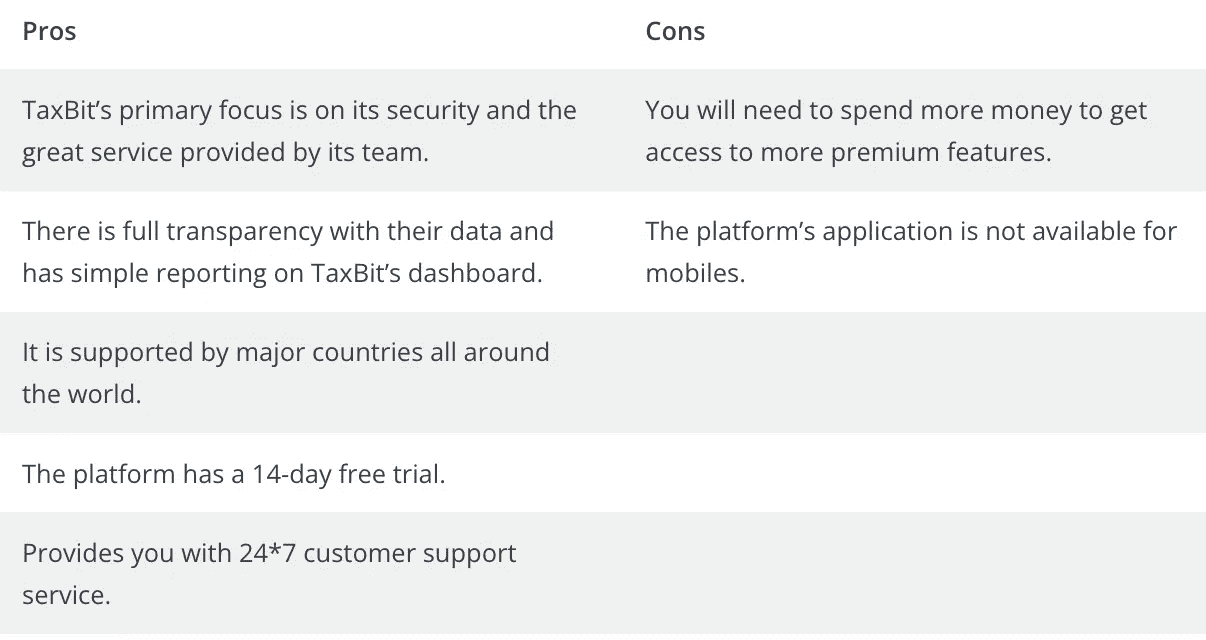 Pros
Cons
TaxBit’s primary focus is on its security and the
great service provided by its team.
You will need to spend more money to get
access to more premium features.
There is full transparency with their data and
has simple reporting on TaxBit’s dashboard.
The platform’s application is not available for
mobiles.
It is supported by major countries all around
the world.
The platform has a 14-day free trial.
Provides you with 24*7 customer support
service.